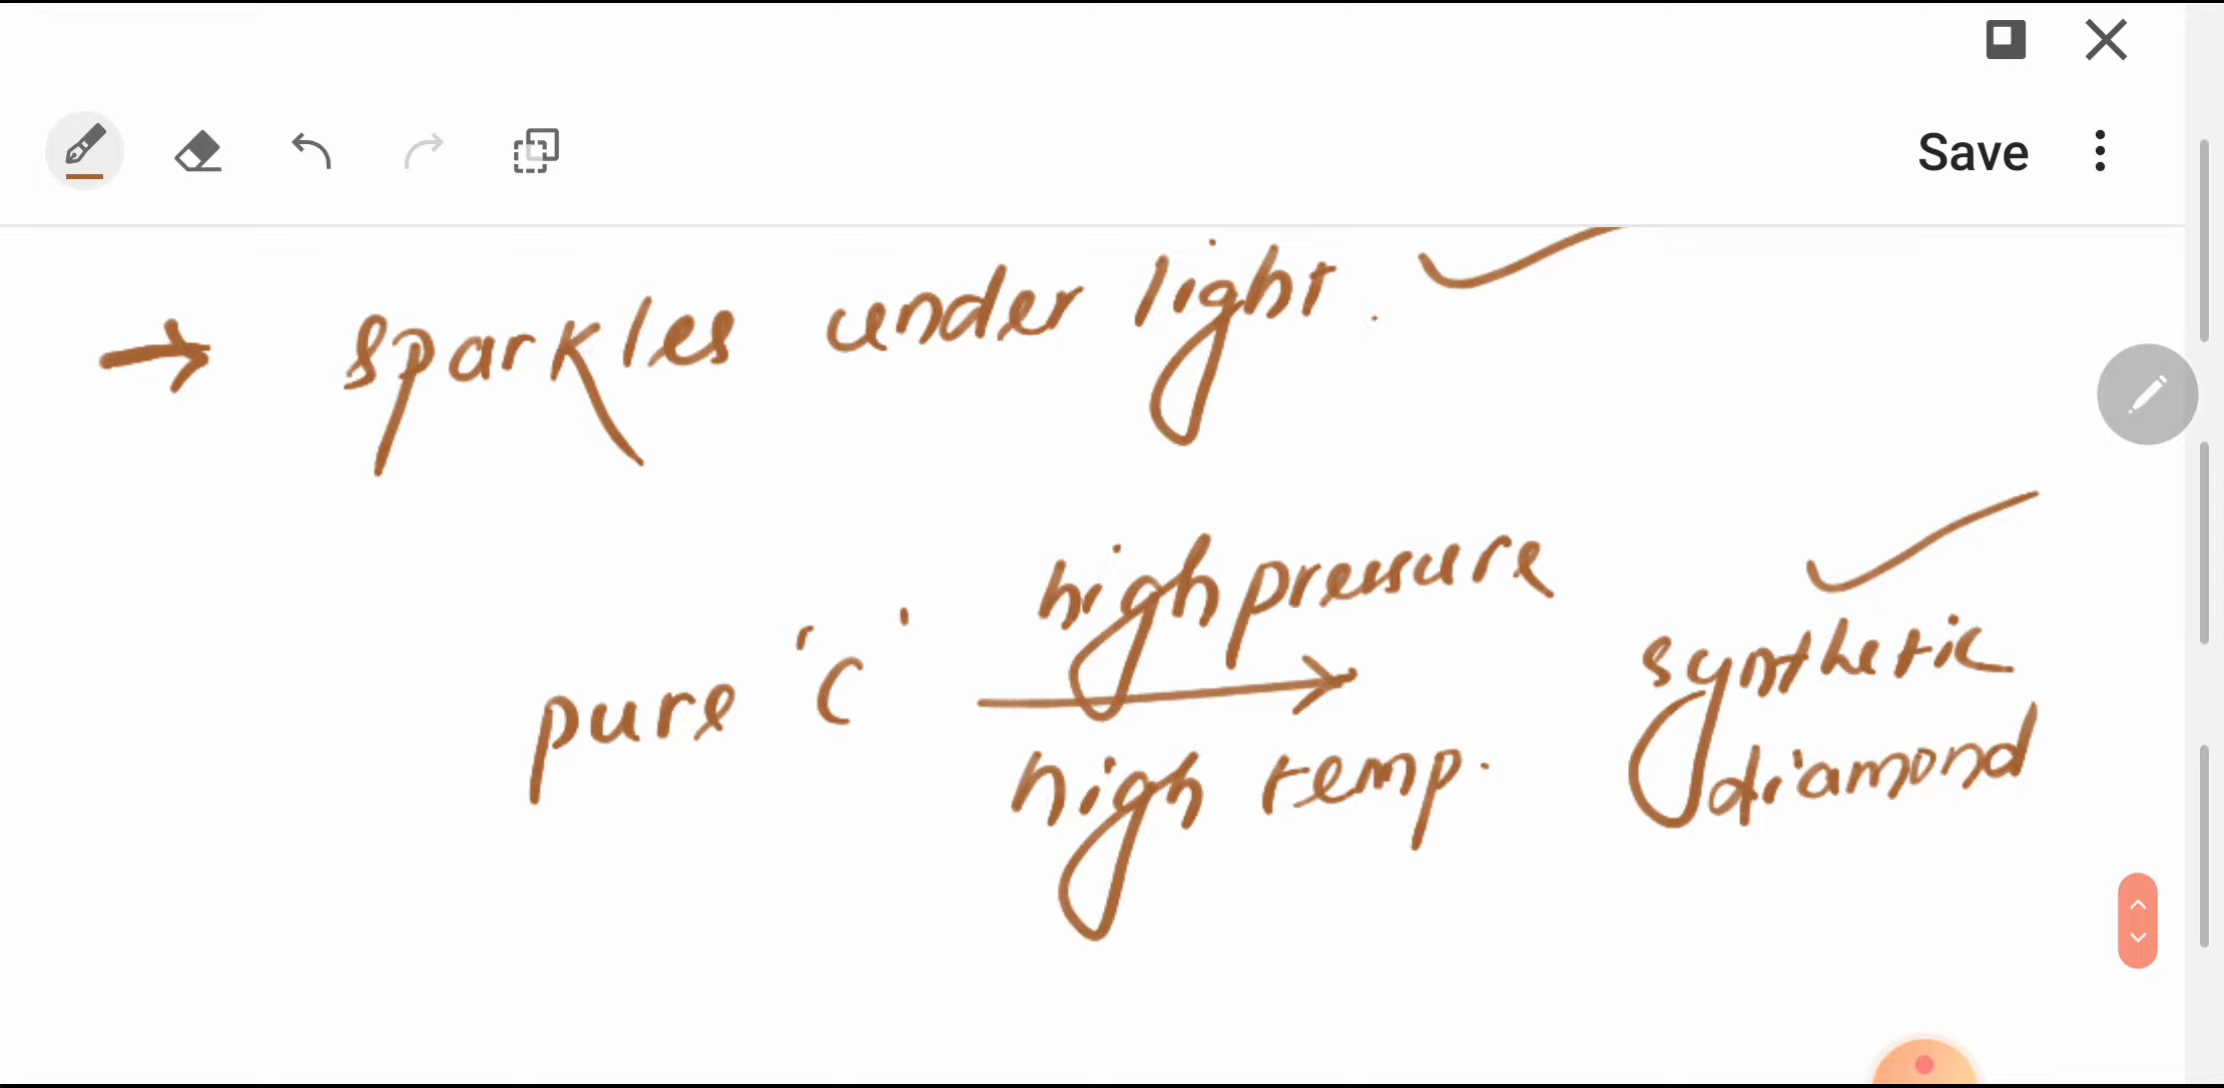 Save
→ sparkles under light. ✓
high pressure ✓
pure 'C' → synthetic
high temp. diamond